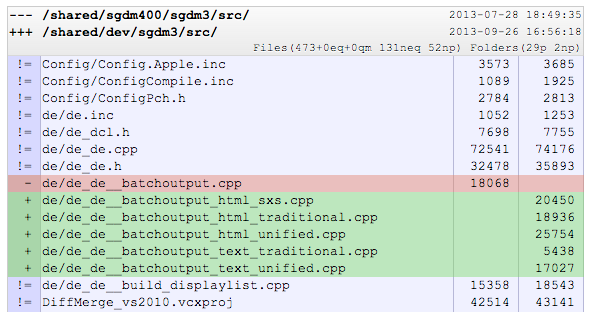 --- /shared/sgdm400/sgdm3/src/ 2013-07-28 18:49:35
+++ /shared/dev/sgdm3/src/ 2013-09-26 16:56:18
Files(473+0eq+0qm 131neq 52np) Folders(29p 2np)
!= Config/Config.Apple.inc 3573 3685
!= Config/ConfigCompile.inc 1089 1925
!= Config/ConfigPch.h 2784 2813
!= de/de.inc 1052 1253
!= de/de_dcl.h 7698 7755
!= de/de_de.cpp 72541 74176
!= de/de_de.h 32478 35893
- de/de_de__batchoutput.cpp 18068
+ de/de_de__batchoutput_html_sxs.cpp 20450
+ de/de_de__batchoutput_html_traditional.cpp 18936
+ de/de_de__batchoutput_html_unified.cpp 25754
+ de/de_de__batchoutput_text_traditional.cpp 5438
+ de/de_de__batchoutput_text_unified.cpp 17027
!= de/de_de__build_displaylist.cpp 15358 18543
!= DiffMerge_vs2010.vcxproj 42514 43141